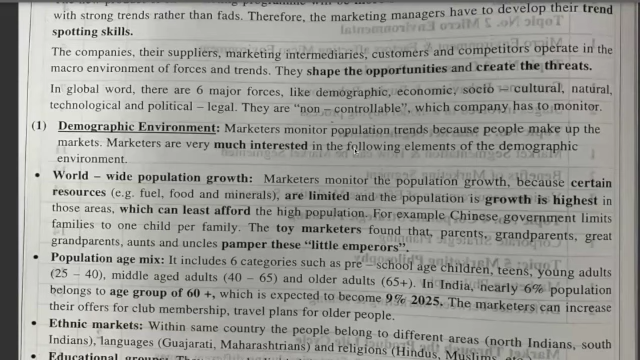 with strong trends rather than fads. Therefore, the marketing managers have to develop their trend
spotting skills.
The companies, their suppliers, marketing intermediaries, customers and competitors operate in the
macro environment of forces and trends. They shape the opportunities and create the threats.
In global word, there are 6 major forces, like demographic, economic, socio – cultural, natural,
technological and political – legal. They are "non – controllable", which company has to monitor.
(1) Demographic Environment: Marketers monitor population trends because people make up the
markets. Marketers are very much interested in the following elements of the demographic
environment.
• World – wide population growth: Marketers monitor the population growth, because certain
resources (e.g. fuel, food and minerals), are limited and the population is growth is highest in
those areas, which can least afford the high population. For example Chinese government limits
families to one child per family. The toy marketers found that, parents, grandparents, great
grandparents, aunts and uncles pamper these "little emperors".
• Population age mix: It includes 6 categories such as pre – school age children, teens, young adults
(25 – 40), middle aged adults (40 – 65) and older adults (65+). In India, nearly 6% population
belongs to age group of 60 +, which is expected to become 9% 2025. The marketers can increase
their offers for club membership, travel plans for older people.
• Ethnic markets: Within same country the people belong to different areas (north Indians, south
Indians), languages (Guajarati, Maharashtrians) and religions (Hindus, Muslims
• Educational groups: